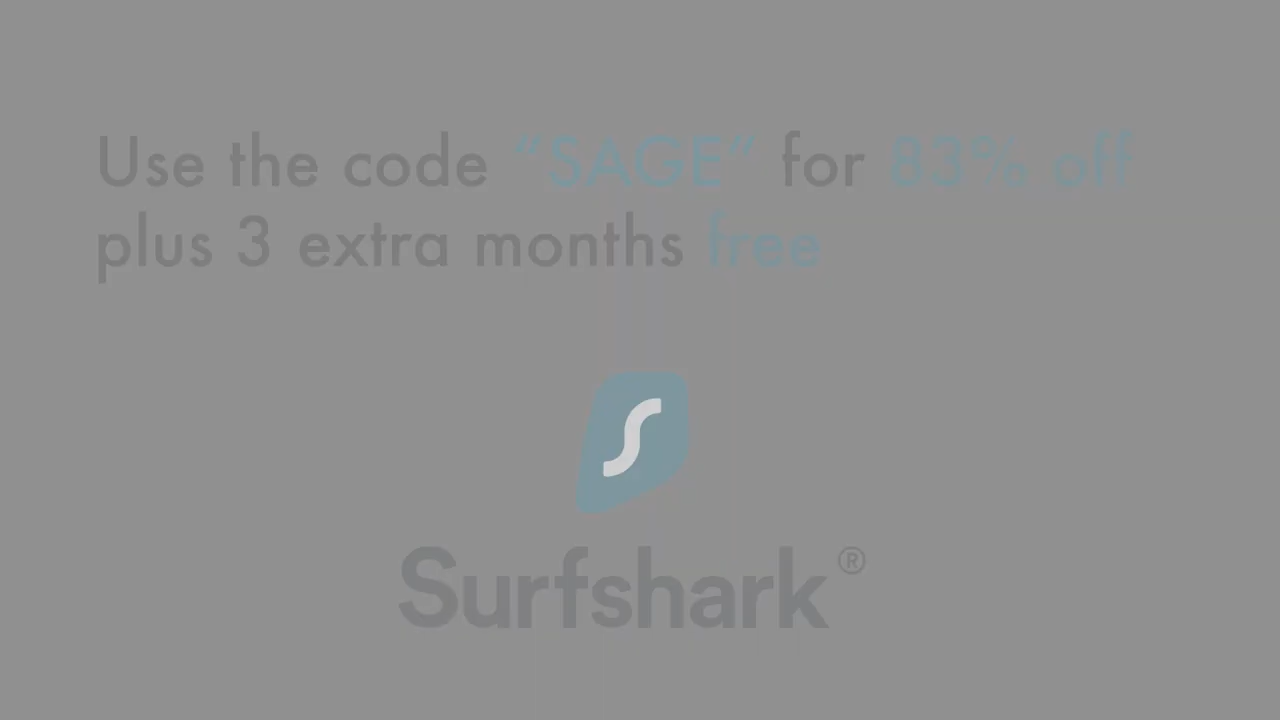 Use the code “SAGE” for 83% off
plus 3 extra months free
Surfshark®